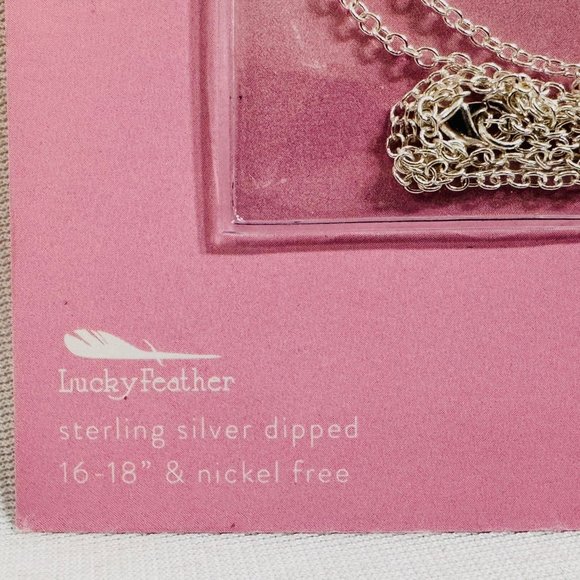 LuckyFeather
sterling silver dipped
16-18" & nickel free